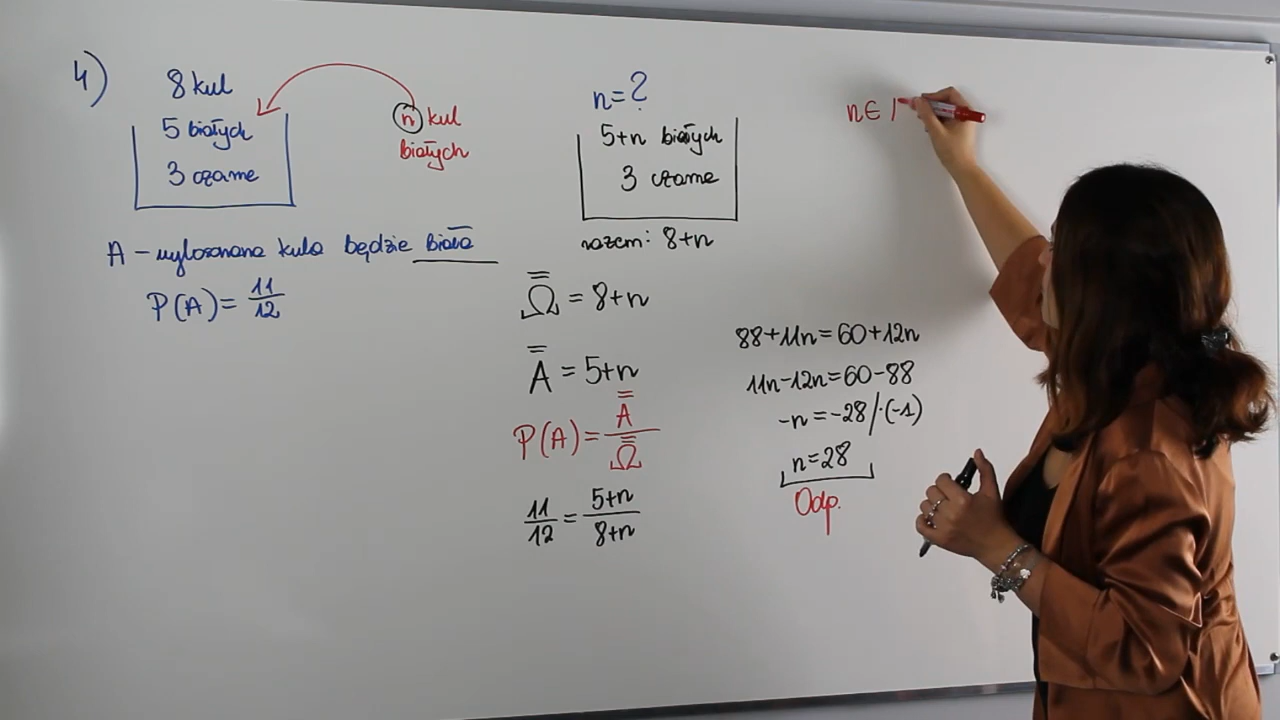 4)
8 kul
5 białych
3 czarne
n kul
białych
A – wylosowana kula będzie biała
P(A) = 11/12
n = ?
5+n białych
3 czarne
razem: 8+n
Ω̿ = 8+n
A̿ = 5+n
P(A) = A̿/Ω̿
11/12 = 5+n/8+n
88+11n=60+12n
11n-12n=60-88
-n = -28 /·(-1)
n=28
Odp.
n∈